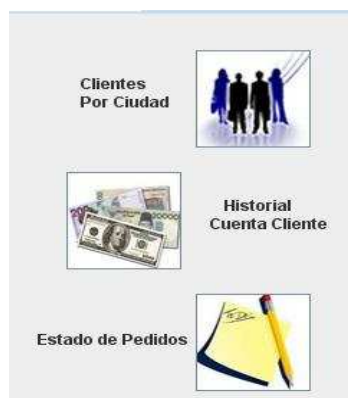 Clientes
Por Ciudad
Historial
Cuenta Cliente
Estado de Pedidos